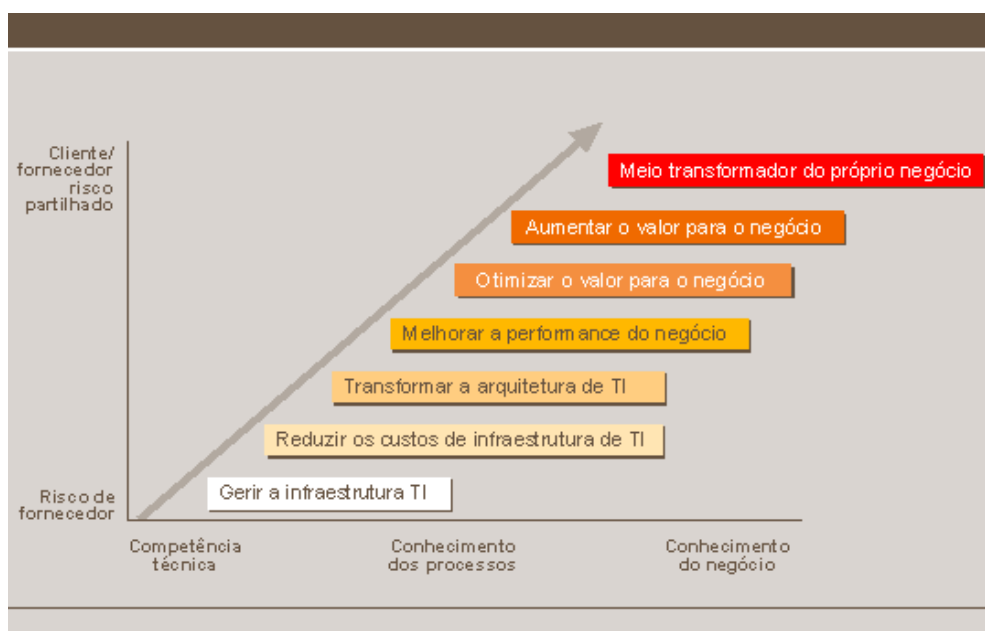 Cliente/
fornecedor
risco
partilhado
Meio transformador do próprio negócio
Aumentar o valor para o negócio
Otimizar o valor para o negócio
Melhorar a performance do negócio
Transformar a arquitetura de TI
Reduzir os custos de infraestrutura de TI
Gerir a infraestrutura TI
Risco de
fornecedor
Competência
técnica
Conhecimento
dos processos
Conhecimento
do negócio